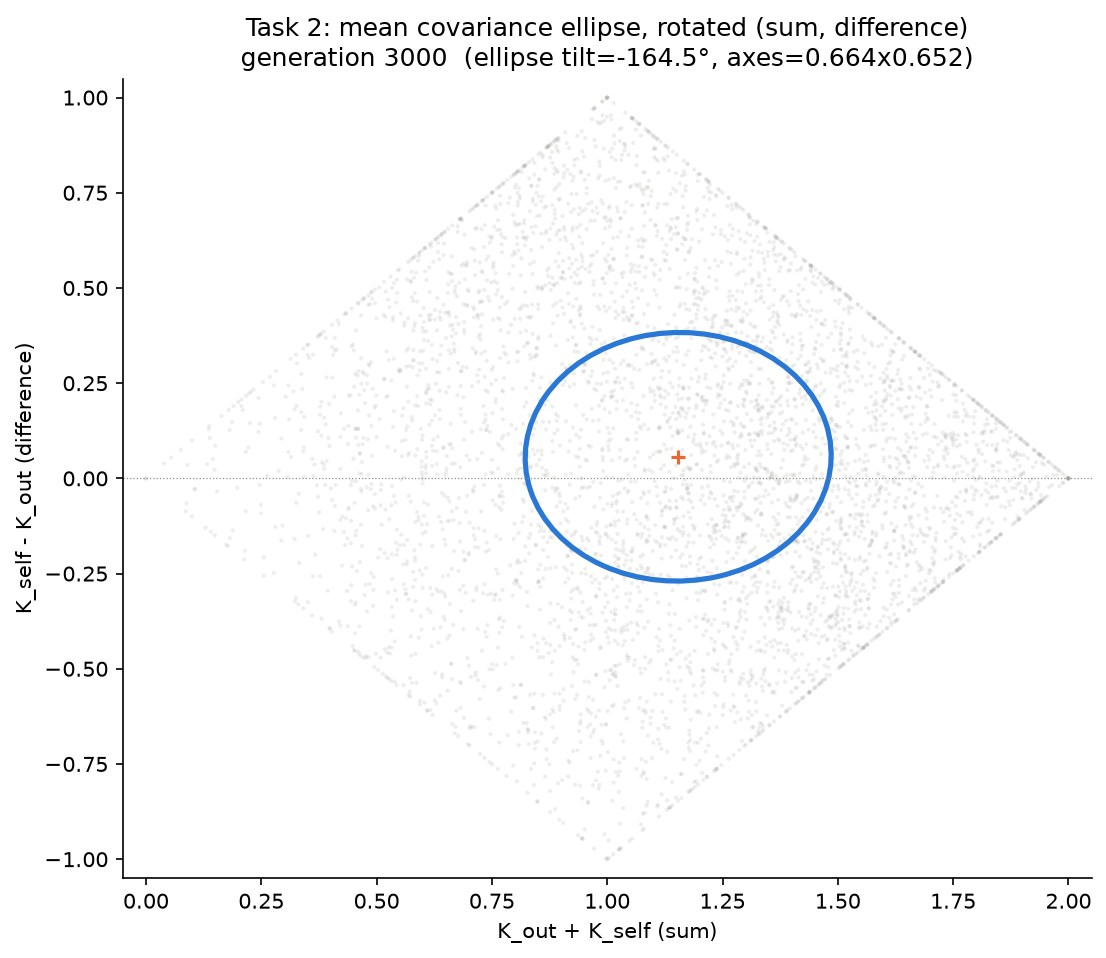 Task 2: mean covariance ellipse, rotated (sum, difference)
generation 3000  (ellipse tilt=-164.5°, axes=0.664x0.652)
K_self - K_out (difference)
1.00
0.75
0.50
0.25
0.00
−0.25
−0.50
−0.75
−1.00
0.00 0.25 0.50 0.75 1.00 1.25 1.50 1.75 2.00
K_out + K_self (sum)